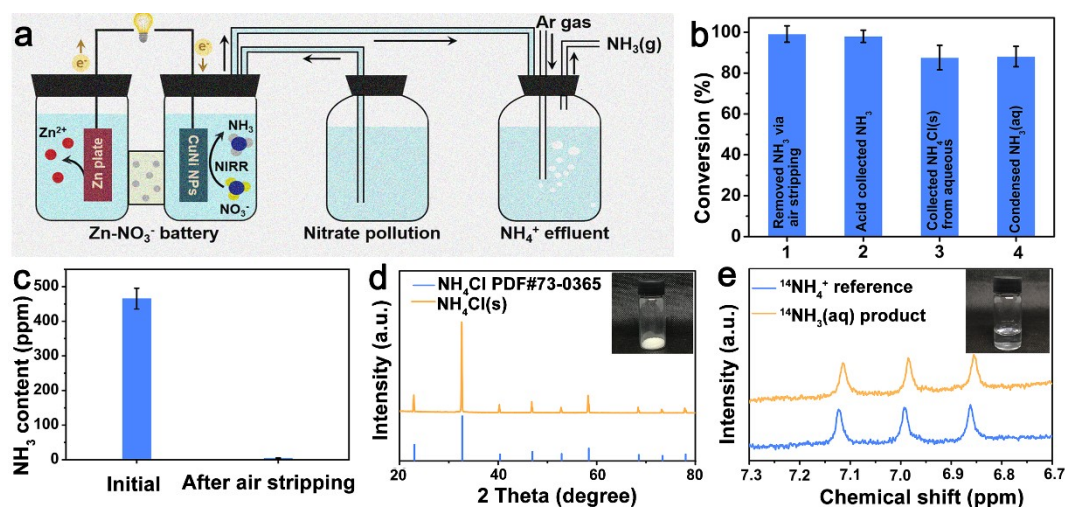 a
Ar gas
NH₃(g)
e⁻
e⁻
Zn²⁺
Zn plate
CuNi NPs
NH₃
NIRR
NO₃⁻
Zn-NO₃⁻ battery
Nitrate pollution
NH₄⁺ effluent
b
Conversion (%)
100
80
60
40
20
0
Removed NH₃ via
air stripping
Acid collected NH₃
Collected NH₄Cl(s)
from aqueous
Condensed NH₃(aq)
1 2 3 4
c
NH₃ content (ppm)
500
400
300
200
100
0
Initial After air stripping
d
Intensity (a.u.)
NH₄Cl PDF#73-0365
NH₄Cl(s)
20 40 60 80
2 Theta (degree)
e
Intensity (a.u.)
¹⁴NH₄⁺ reference
¹⁴NH₃(aq) product
7.3 7.2 7.1 7.0 6.9 6.8 6.7
Chemical shift (ppm)